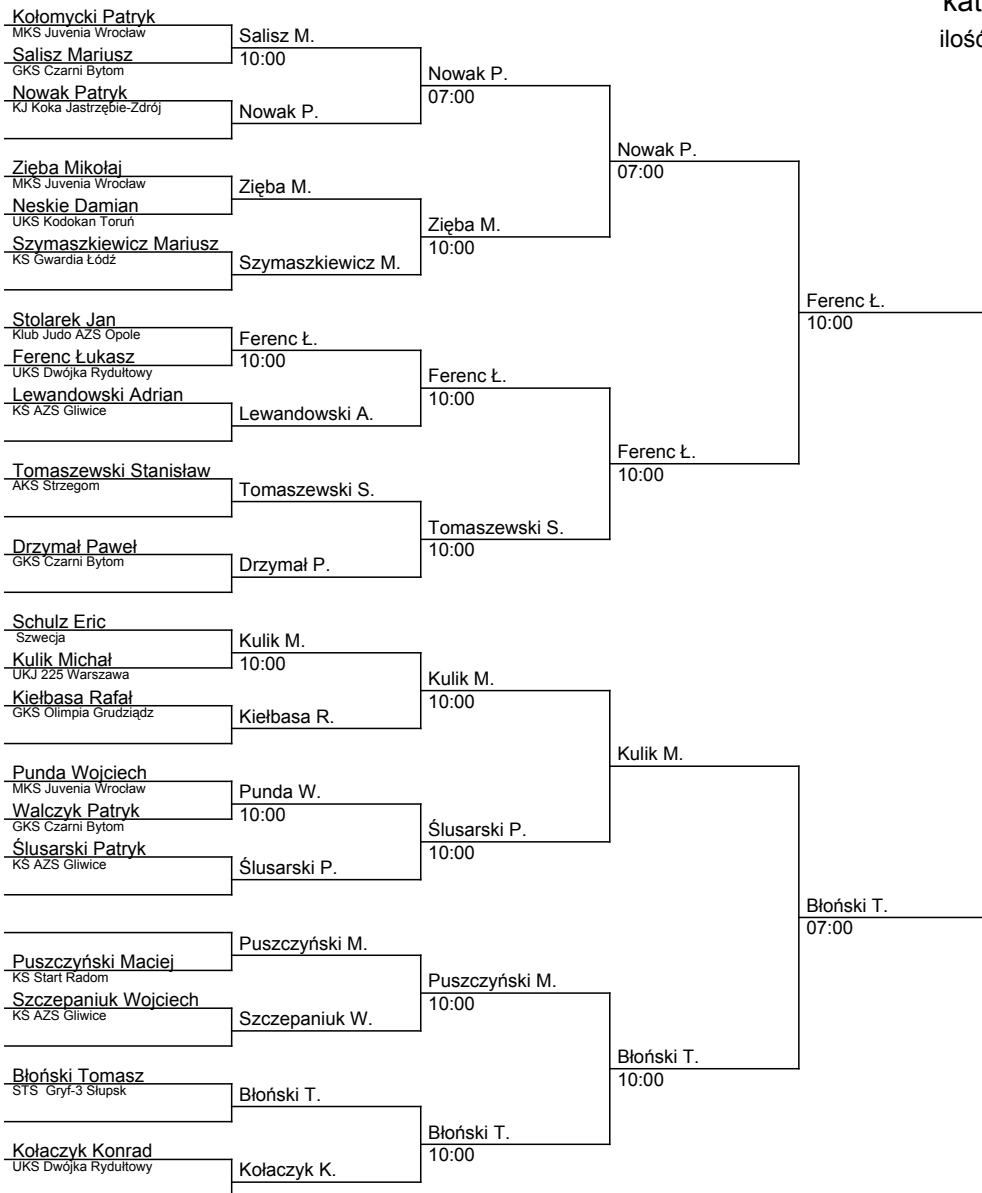 kat
ilość
Kołomycki Patryk
MKS Juvenia Wrocław
Salisz Mariusz
GKS Czarni Bytom
Nowak Patryk
KJ Koka Jastrzębie-Zdrój
Zięba Mikołaj
MKS Juvenia Wrocław
Neskie Damian
UKS Kodokan Toruń
Szymaszkiewicz Mariusz
KS Gwardia Łódź
Stolarek Jan
Klub Judo AZS Opole
Ferenc Łukasz
UKS Dwójka Rydułtowy
Lewandowski Adrian
KS AZS Gliwice
Tomaszewski Stanisław
AKS Strzegom
Drzymał Paweł
GKS Czarni Bytom
Schulz Eric
Szwecja
Kulik Michał
UKJ 225 Warszawa
Kiełbasa Rafał
GKS Olimpia Grudziądz
Punda Wojciech
MKS Juvenia Wrocław
Walczyk Patryk
GKS Czarni Bytom
Ślusarski Patryk
KS AZS Gliwice
Puszczyński Maciej
KS Start Radom
Szczepaniuk Wojciech
KS AZS Gliwice
Błoński Tomasz
STS Gryf-3 Słupsk
Kołaczyk Konrad
UKS Dwójka Rydułtowy
Salisz M.
10:00
Nowak P.
Zięba M.
Szymaszkiewicz M.
Ferenc Ł.
10:00
Lewandowski A.
Tomaszewski S.
Drzymał P.
Kulik M.
10:00
Kiełbasa R.
Punda W.
10:00
Ślusarski P.
Puszczyński M.
Szczepaniuk W.
Błoński T.
Kołaczyk K.
Nowak P.
07:00
Zięba M.
10:00
Ferenc Ł.
10:00
Tomaszewski S.
10:00
Kulik M.
10:00
Ślusarski P.
10:00
Puszczyński M.
10:00
Błoński T.
10:00
Nowak P.
07:00
Ferenc Ł.
10:00
Kulik M.
Błoński T.
10:00
Ferenc Ł.
10:00
Błoński T.
07:00